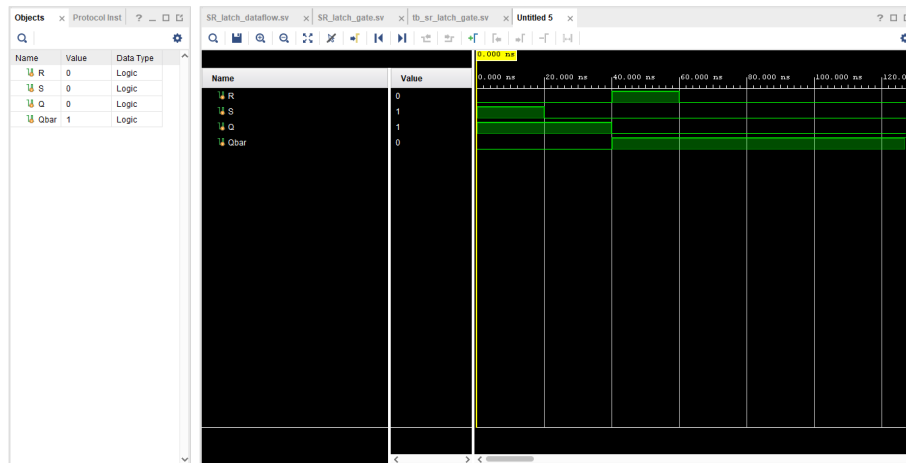 Objects × Protocol Inst ? _
Name Value Data Type
R 0 Logic
S 0 Logic
Q 0 Logic
Qbar 1 Logic
SR_latch_dataflow.sv × SR_latch_gate.sv × tb_sr_latch_gate.sv × Untitled 5 × ?
0.000 ns
Name Value 0.000 ns 20.000 ns 40.000 ns 60.000 ns 80.000 ns 100.000 ns 120.0
R 0
S 1
Q 1
Qbar 0